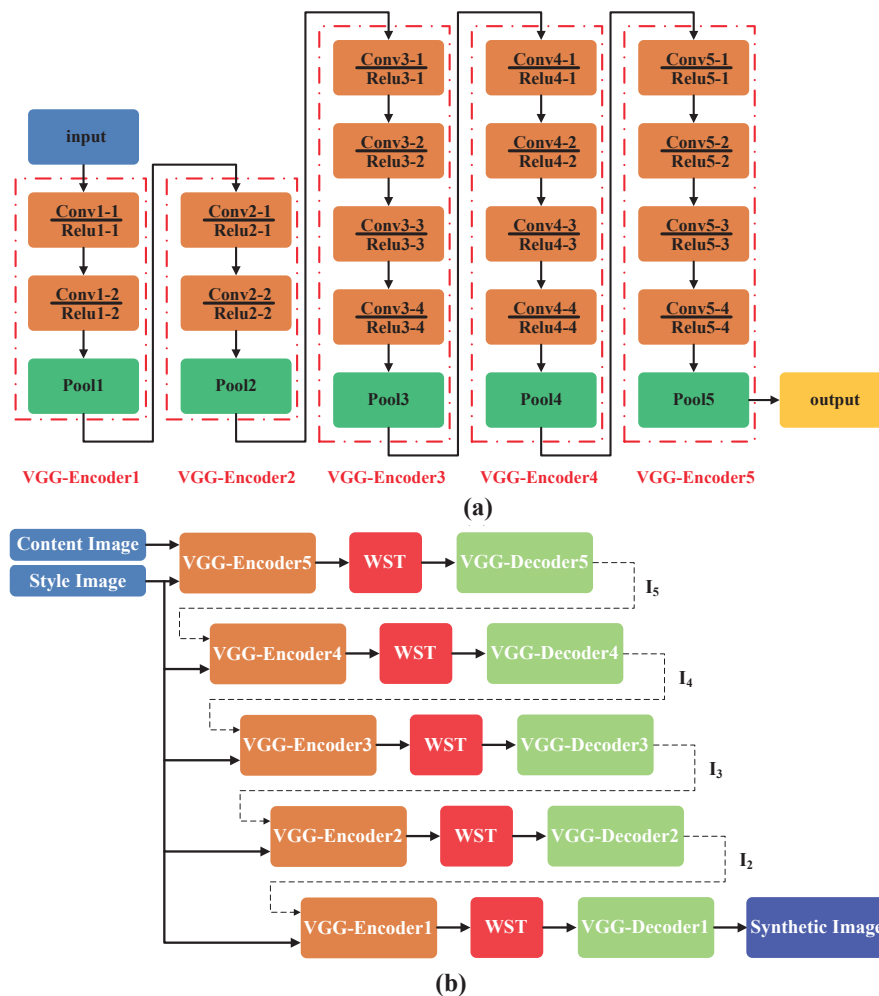 input
Conv1-1
Relu1-1
Conv1-2
Relu1-2
Pool1
VGG-Encoder1
Conv2-1
Relu2-1
Conv2-2
Relu2-2
Pool2
VGG-Encoder2
Conv3-1
Relu3-1
Conv3-2
Relu3-2
Conv3-3
Relu3-3
Conv3-4
Relu3-4
Pool3
VGG-Encoder3
Conv4-1
Relu4-1
Conv4-2
Relu4-2
Conv4-3
Relu4-3
Conv4-4
Relu4-4
Pool4
VGG-Encoder4
Conv5-1
Relu5-1
Conv5-2
Relu5-2
Conv5-3
Relu5-3
Conv5-4
Relu5-4
Pool5
VGG-Encoder5
output
(a)
Content Image
Style Image
VGG-Encoder5
WST
VGG-Decoder5
I5
VGG-Encoder4
WST
VGG-Decoder4
I4
VGG-Encoder3
WST
VGG-Decoder3
I3
VGG-Encoder2
WST
VGG-Decoder2
I2
VGG-Encoder1
WST
VGG-Decoder1
Synthetic Image
(b)